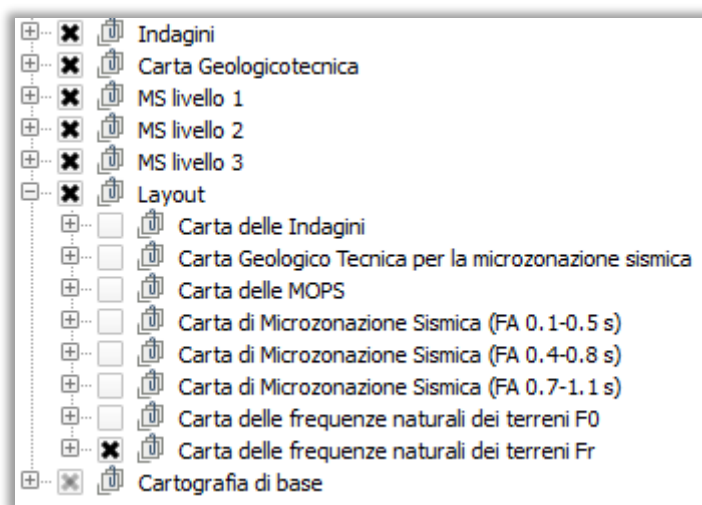 Indagini
Carta Geologicotecnica
MS livello 1
MS livello 2
MS livello 3
Layout
Carta delle Indagini
Carta Geologico Tecnica per la microzonazione sismica
Carta delle MOPS
Carta di Microzonazione Sismica (FA 0.1-0.5 s)
Carta di Microzonazione Sismica (FA 0.4-0.8 s)
Carta di Microzonazione Sismica (FA 0.7-1.1 s)
Carta delle frequenze naturali dei terreni F0
Carta delle frequenze naturali dei terreni Fr
Cartografia di base